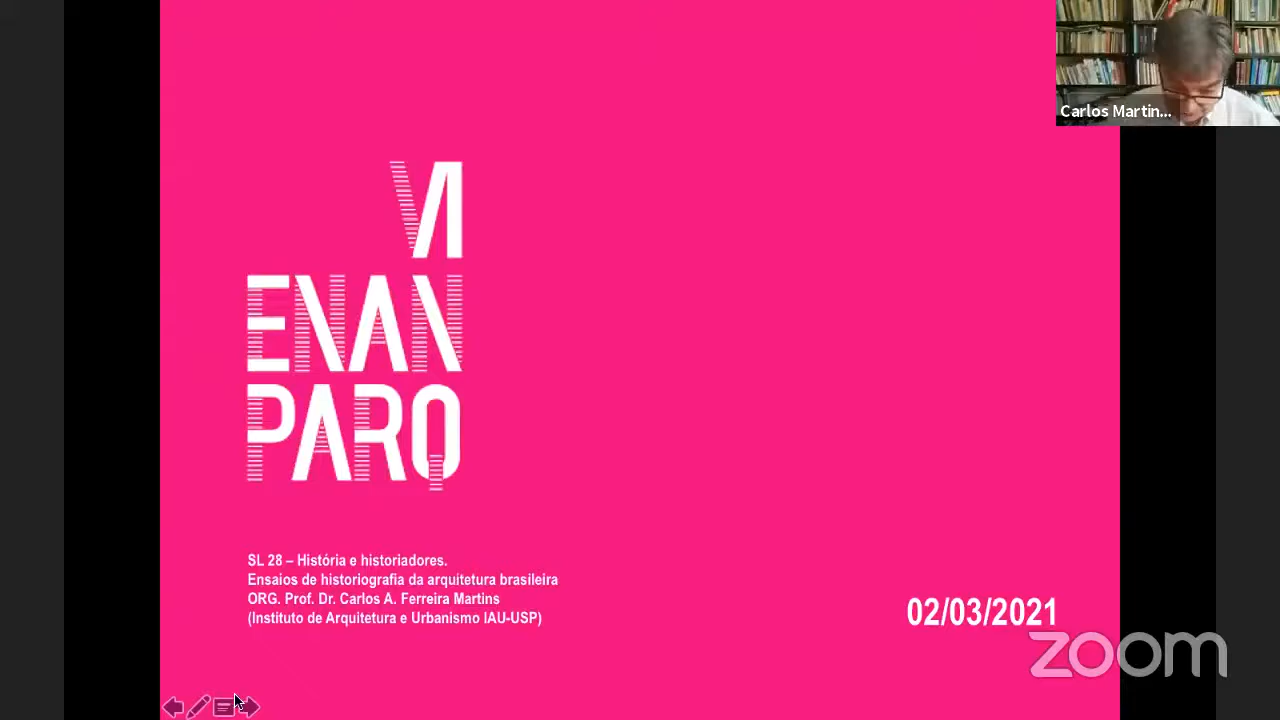 Carlos Martin...
VI
ENAN
PARQ
SL 28 – História e historiadores.
Ensaios de historiografia da arquitetura brasileira
ORG. Prof. Dr. Carlos A. Ferreira Martins
(Instituto de Arquitetura e Urbanismo IAU-USP)
02/03/2021
zoom